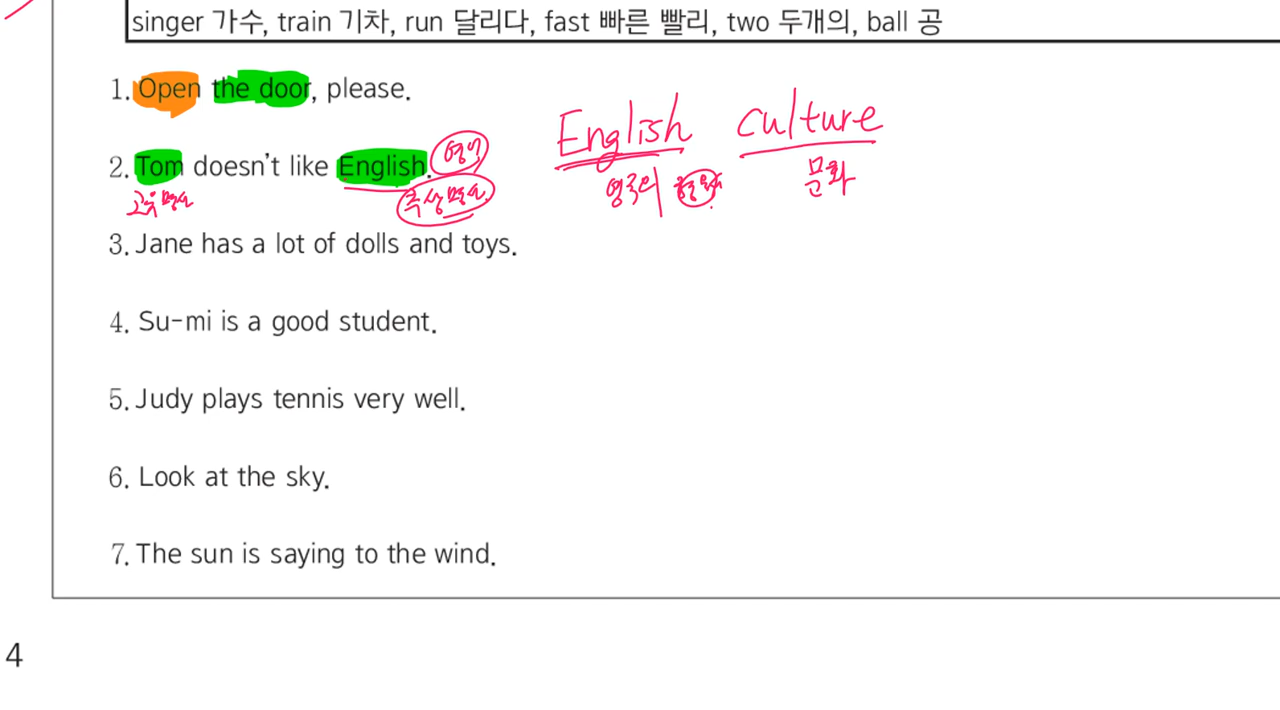 singer 가수, train 기차, run 달리다, fast 빠른 빨리, two 두개의, ball 공
1. Open the door, please.
English culture
2. Tom doesn't like English. 영어
영국의 형용사 문화
고유명사 추상명사
3. Jane has a lot of dolls and toys.
4. Su-mi is a good student.
5. Judy plays tennis very well.
6. Look at the sky.
7. The sun is saying to the wind.
4